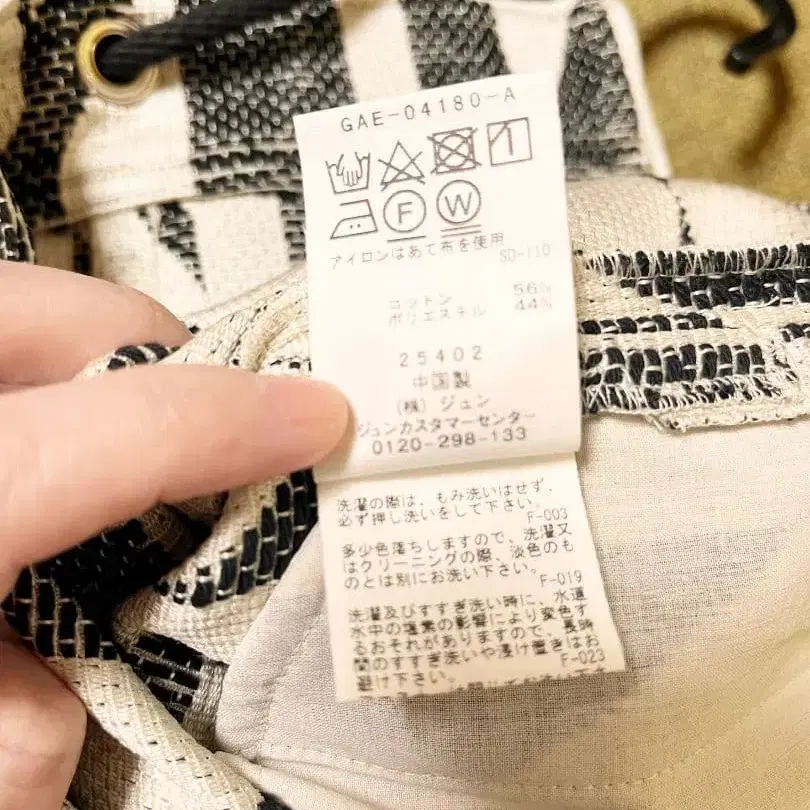 GAE-04180-A
F W
アイロンはあて布を使用
SD-110
コットン 56%
ポリエステル 44%
25402
中国製
(株) ジュン
ジュンカスタマーセンター
0120-298-133
洗濯の際は、もみ洗いはせず、
必ず押し洗いをして下さい。
F-003
多少色落ちしますので、洗濯又
はクリーニングの際、淡色のも
のとは別にお洗い下さい。
F-019
洗濯及びすすぎ洗い時に、水道
水中の塩素の影響により変色す
るおそれがありますので、長時
間のすすぎ洗いや浸け置きはお
避け下さい。
F-023